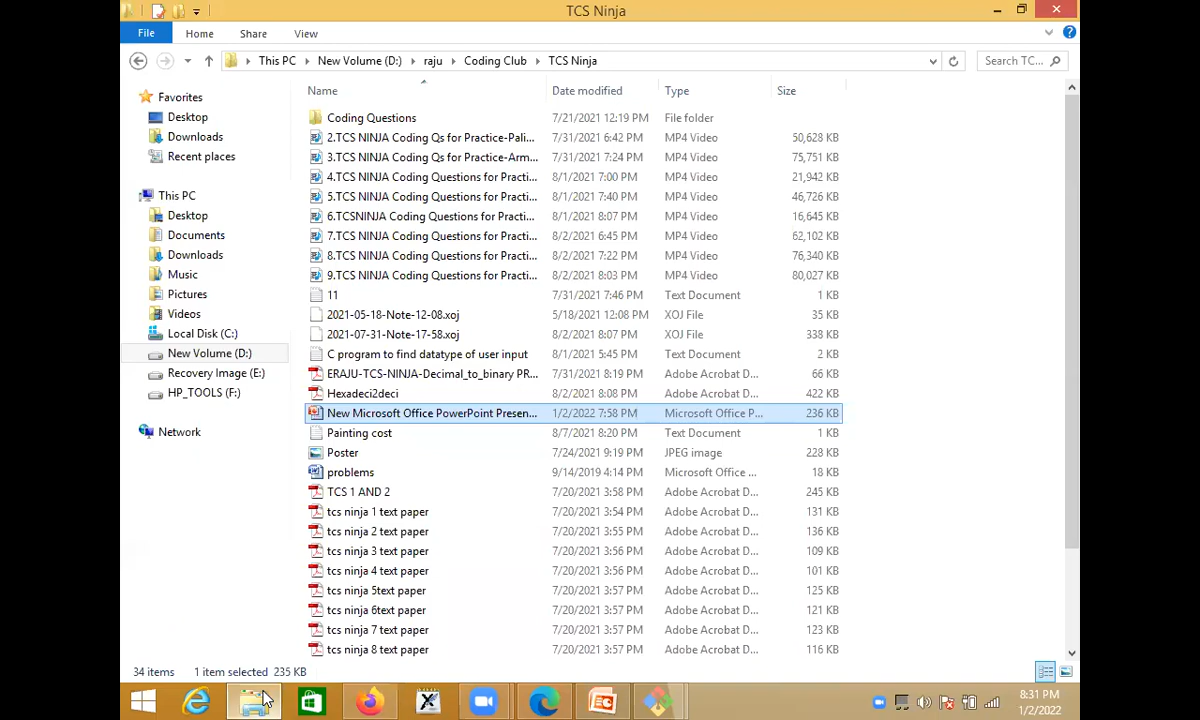 TCS Ninja
File Home Share View
This PC New Volume (D:) raju Coding Club TCS Ninja Search TC...
Name Date modified Type Size
Favorites
Desktop
Downloads
Recent places
This PC
Desktop
Documents
Downloads
Music
Pictures
Videos
Local Disk (C:)
New Volume (D:)
Recovery Image (E:)
HP_TOOLS (F:)
Network
Coding Questions 7/21/2021 12:19 PM File folder
2.TCS NINJA Coding Qs for Practice-Pali... 7/31/2021 6:42 PM MP4 Video 50,628 KB
3.TCS NINJA Coding Qs for Practice-Arm... 7/31/2021 7:24 PM MP4 Video 75,751 KB
4.TCS NINJA Coding Questions for Practi... 8/1/2021 7:00 PM MP4 Video 21,942 KB
5.TCS NINJA Coding Questions for Practi... 8/1/2021 7:40 PM MP4 Video 46,726 KB
6.TCSNINJA Coding Questions for Practi... 8/1/2021 8:07 PM MP4 Video 16,645 KB
7.TCS NINJA Coding Questions for Practi... 8/2/2021 6:45 PM MP4 Video 62,102 KB
8.TCS NINJA Coding Questions for Practi... 8/2/2021 7:22 PM MP4 Video 76,340 KB
9.TCS NINJA Coding Questions for Practi... 8/2/2021 8:03 PM MP4 Video 80,027 KB
11 7/31/2021 7:46 PM Text Document 1 KB
2021-05-18-Note-12-08.xoj 5/18/2021 12:08 PM XOJ File 35 KB
2021-07-31-Note-17-58.xoj 8/2/2021 8:07 PM XOJ File 338 KB
C program to find datatype of user input 8/1/2021 5:45 PM Text Document 2 KB
ERAJU-TCS-NINJA-Decimal_to_binary PR... 7/31/2021 8:19 PM Adobe Acrobat D... 66 KB
Hexadeci2deci 8/2/2021 8:08 PM Adobe Acrobat D... 422 KB
New Microsoft Office PowerPoint Presen... 1/2/2022 7:58 PM Microsoft Office P... 236 KB
Painting cost 8/7/2021 8:20 PM Text Document 1 KB
Poster 7/24/2021 9:19 PM JPEG image 228 KB
problems 9/14/2019 4:14 PM Microsoft Office ... 18 KB
TCS 1 AND 2 7/20/2021 3:58 PM Adobe Acrobat D... 245 KB
tcs ninja 1 text paper 7/20/2021 3:54 PM Adobe Acrobat D... 131 KB
tcs ninja 2 text paper 7/20/2021 3:55 PM Adobe Acrobat D... 136 KB
tcs ninja 3 text paper 7/20/2021 3:56 PM Adobe Acrobat D... 109 KB
tcs ninja 4 text paper 7/20/2021 3:56 PM Adobe Acrobat D... 101 KB
tcs ninja 5text paper 7/20/2021 3:57 PM Adobe Acrobat D... 125 KB
tcs ninja 6text paper 7/20/2021 3:57 PM Adobe Acrobat D... 121 KB
tcs ninja 7 text paper 7/20/2021 3:57 PM Adobe Acrobat D... 123 KB
tcs ninja 8 text paper 7/20/2021 3:57 PM Adobe Acrobat D... 116 KB
34 items 1 item selected 235 KB
8:31 PM
1/2/2022